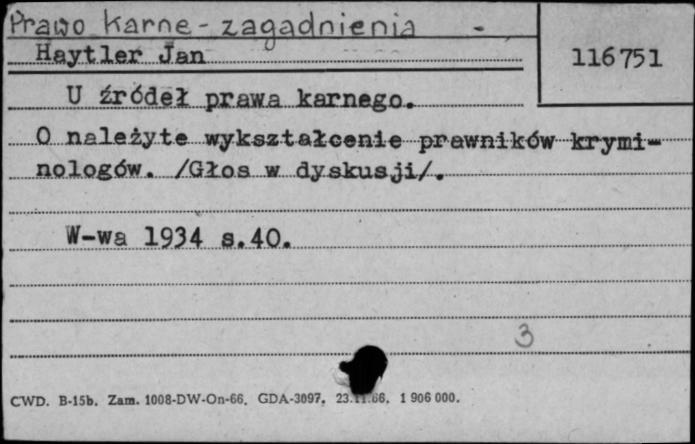 Prawo karne - zagadnienia -
Haytler Jan
116751
U źródeł prawa karnego.
O należyte wykształcenie prawników krymi-
nologów. /Głos w dyskusji/.
W-wa 1934 s.40.
3
CWD. B-15b. Zam. 1008-DW-On-66. GDA-3097. 23.11.66. 1 906 000.